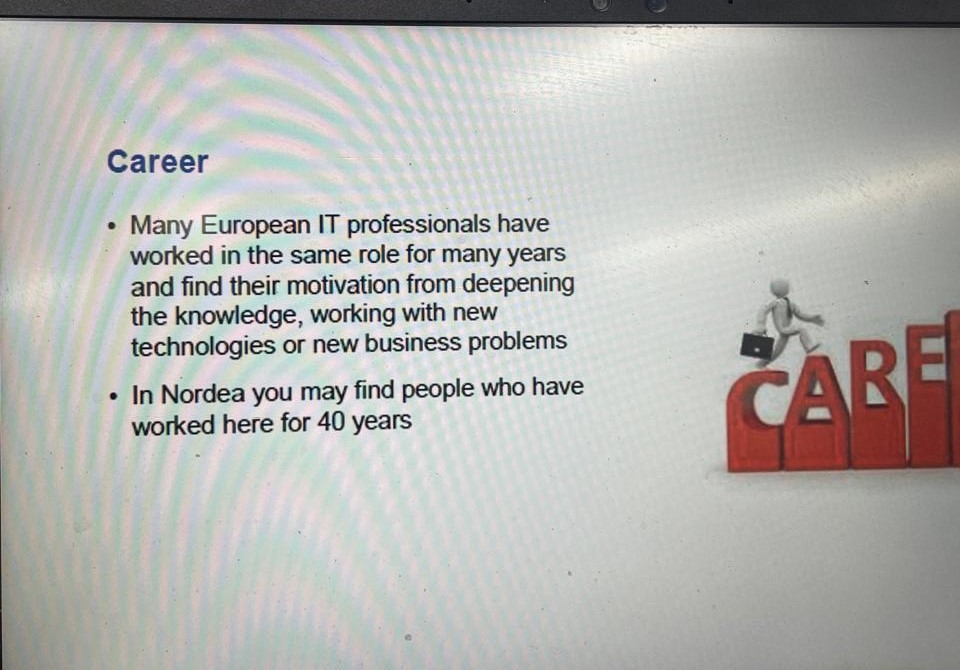 Career
• Many European IT professionals have
worked in the same role for many years
and find their motivation from deepening
the knowledge, working with new
technologies or new business problems
• In Nordea you may find people who have
worked here for 40 years
CARE